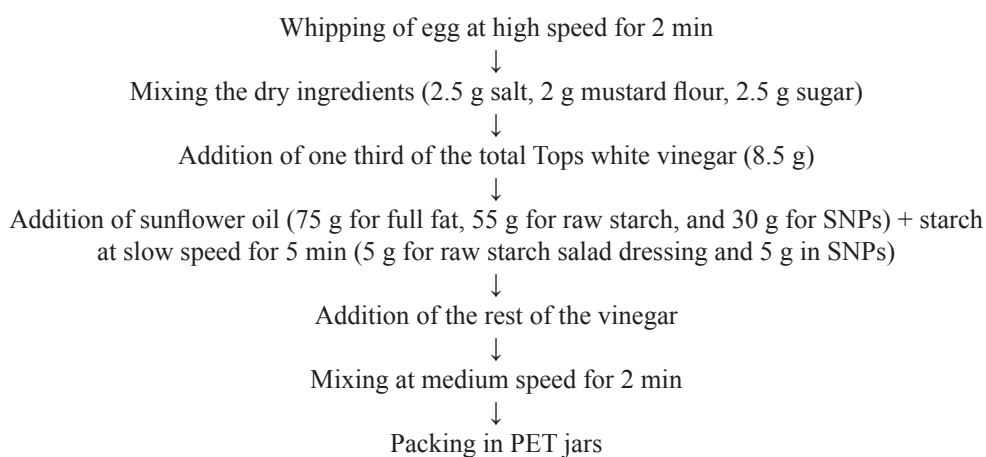 Whipping of egg at high speed for 2 min
↓
Mixing the dry ingredients (2.5 g salt, 2 g mustard flour, 2.5 g sugar)
↓
Addition of one third of the total Tops white vinegar (8.5 g)
↓
Addition of sunflower oil (75 g for full fat, 55 g for raw starch, and 30 g for SNPs) + starch
at slow speed for 5 min (5 g for raw starch salad dressing and 5 g in SNPs)
↓
Addition of the rest of the vinegar
↓
Mixing at medium speed for 2 min
↓
Packing in PET jars